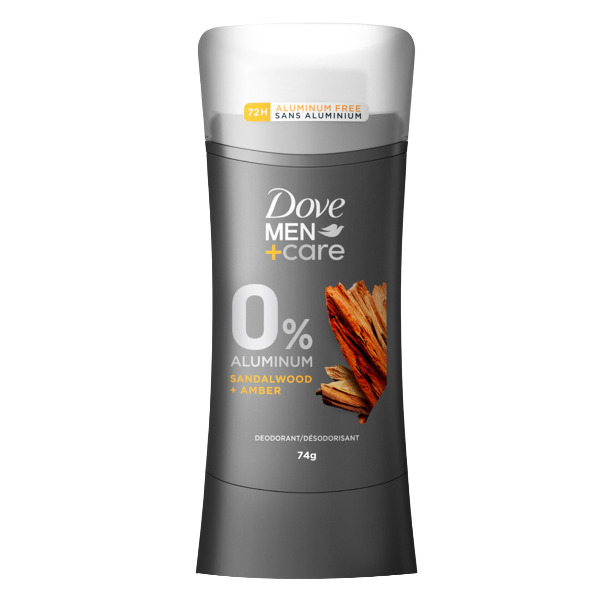 72H ALUMINUM FREE
SANS ALUMINIUM
Dove
MEN
+care
0%
ALUMINUM
SANDALWOOD
+ AMBER
DEODORANT/DÉSODORISANT
74g